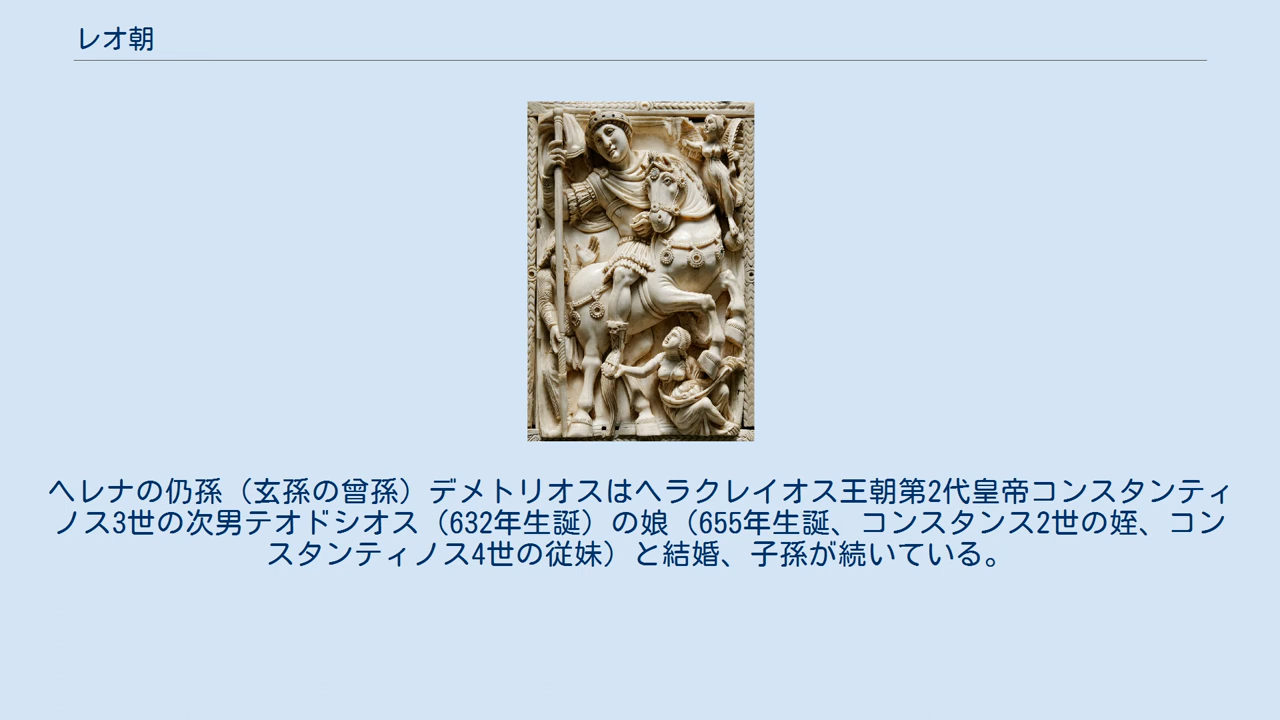 レオ朝
ヘレナの仍孫（玄孫の曾孫）デメトリオスはヘラクレイオス王朝第2代皇帝コンスタンティ
ノス3世の次男テオドシオス（632年生誕）の娘（655年生誕、コンスタンス2世の姪、コン
スタンティノス4世の従妹）と結婚、子孫が続いている。